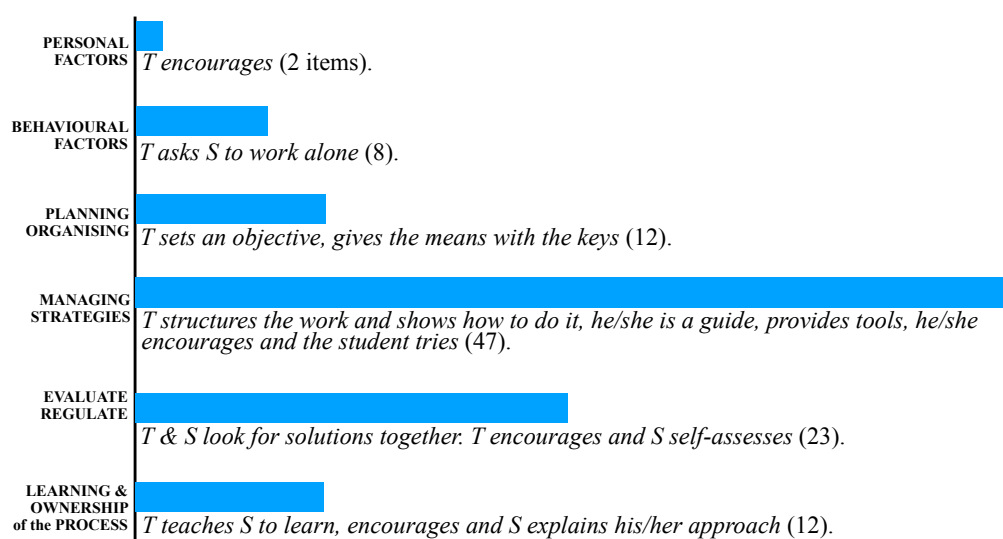 PERSONAL
FACTORS
T encourages (2 items).
BEHAVIOURAL
FACTORS
T asks S to work alone (8).
PLANNING
ORGANISING
T sets an objective, gives the means with the keys (12).
MANAGING
STRATEGIES
T structures the work and shows how to do it, he/she is a guide, provides tools, he/she
encourages and the student tries (47).
EVALUATE
REGULATE
T & S look for solutions together. T encourages and S self-assesses (23).
LEARNING &
OWNERSHIP
of the PROCESS
T teaches S to learn, encourages and S explains his/her approach (12).